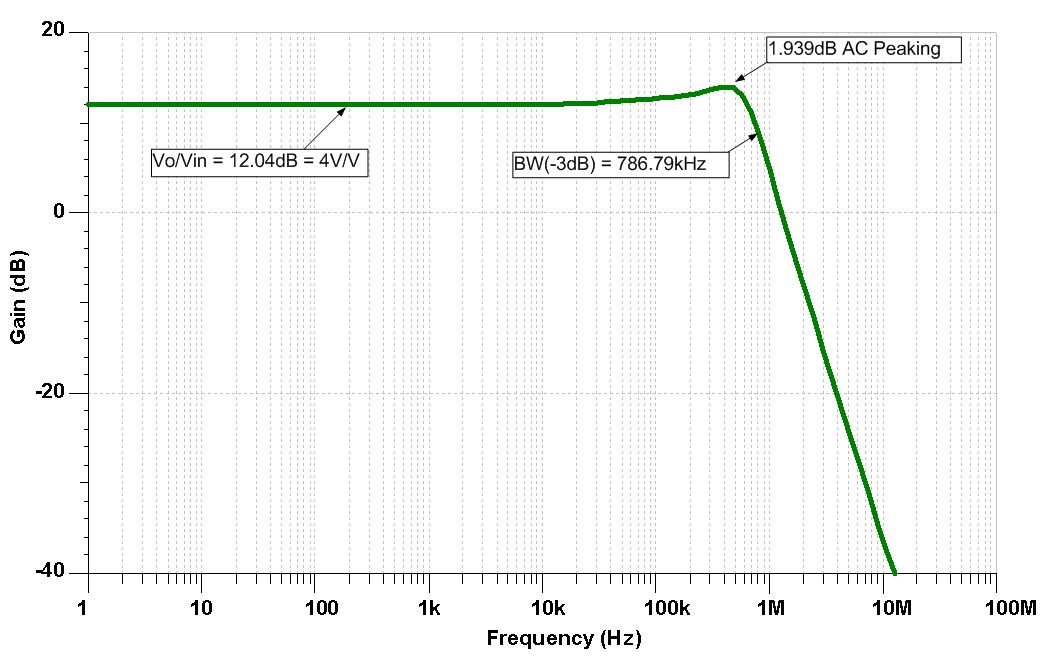 20
1.939dB AC Peaking
Vo/Vin = 12.04dB = 4V/V
BW(-3dB) = 786.79kHz
0
Gain (dB)
-20
-40
1 10 100 1k 10k 100k 1M 10M 100M
Frequency (Hz)